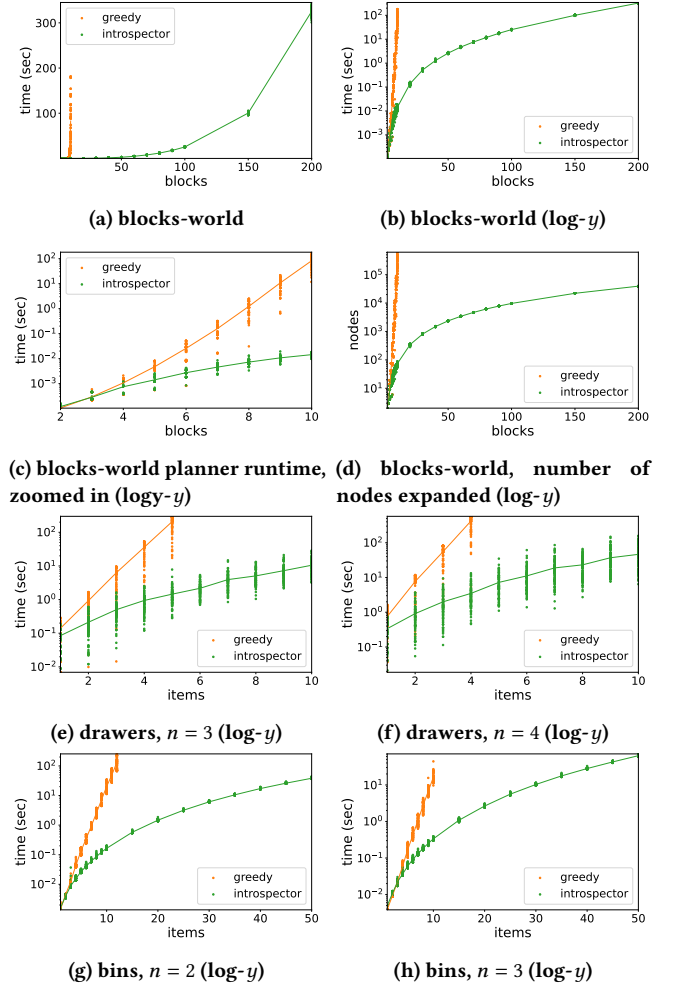 300
200
100
time (sec)
greedy
introspector
50
100
150
200
blocks
10²
10¹
10⁰
10⁻¹
10⁻²
10⁻³
time (sec)
greedy
introspector
50
100
150
200
blocks
(a) blocks-world
(b) blocks-world (log-y)
10²
10¹
10⁰
10⁻¹
10⁻²
10⁻³
time (sec)
greedy
introspector
2
4
6
8
10
blocks
10⁵
10⁴
10³
10²
10¹
nodes
greedy
introspector
50
100
150
200
blocks
(c) blocks-world planner runtime,
zoomed in (logy-y)
(d) blocks-world, number of
nodes expanded (log-y)
10²
10¹
10⁰
10⁻¹
10⁻²
time (sec)
greedy
introspector
2
4
6
8
10
items
10²
10¹
10⁰
10⁻¹
time (sec)
greedy
introspector
2
4
6
8
10
items
(e) drawers, n = 3 (log-y)
(f) drawers, n = 4 (log-y)
10²
10¹
10⁰
10⁻¹
10⁻²
time (sec)
greedy
introspector
10
20
30
40
50
items
10¹
10⁰
10⁻¹
10⁻²
time (sec)
greedy
introspector
10
20
30
40
50
items
(g) bins, n = 2 (log-y)
(h) bins, n = 3 (log-y)